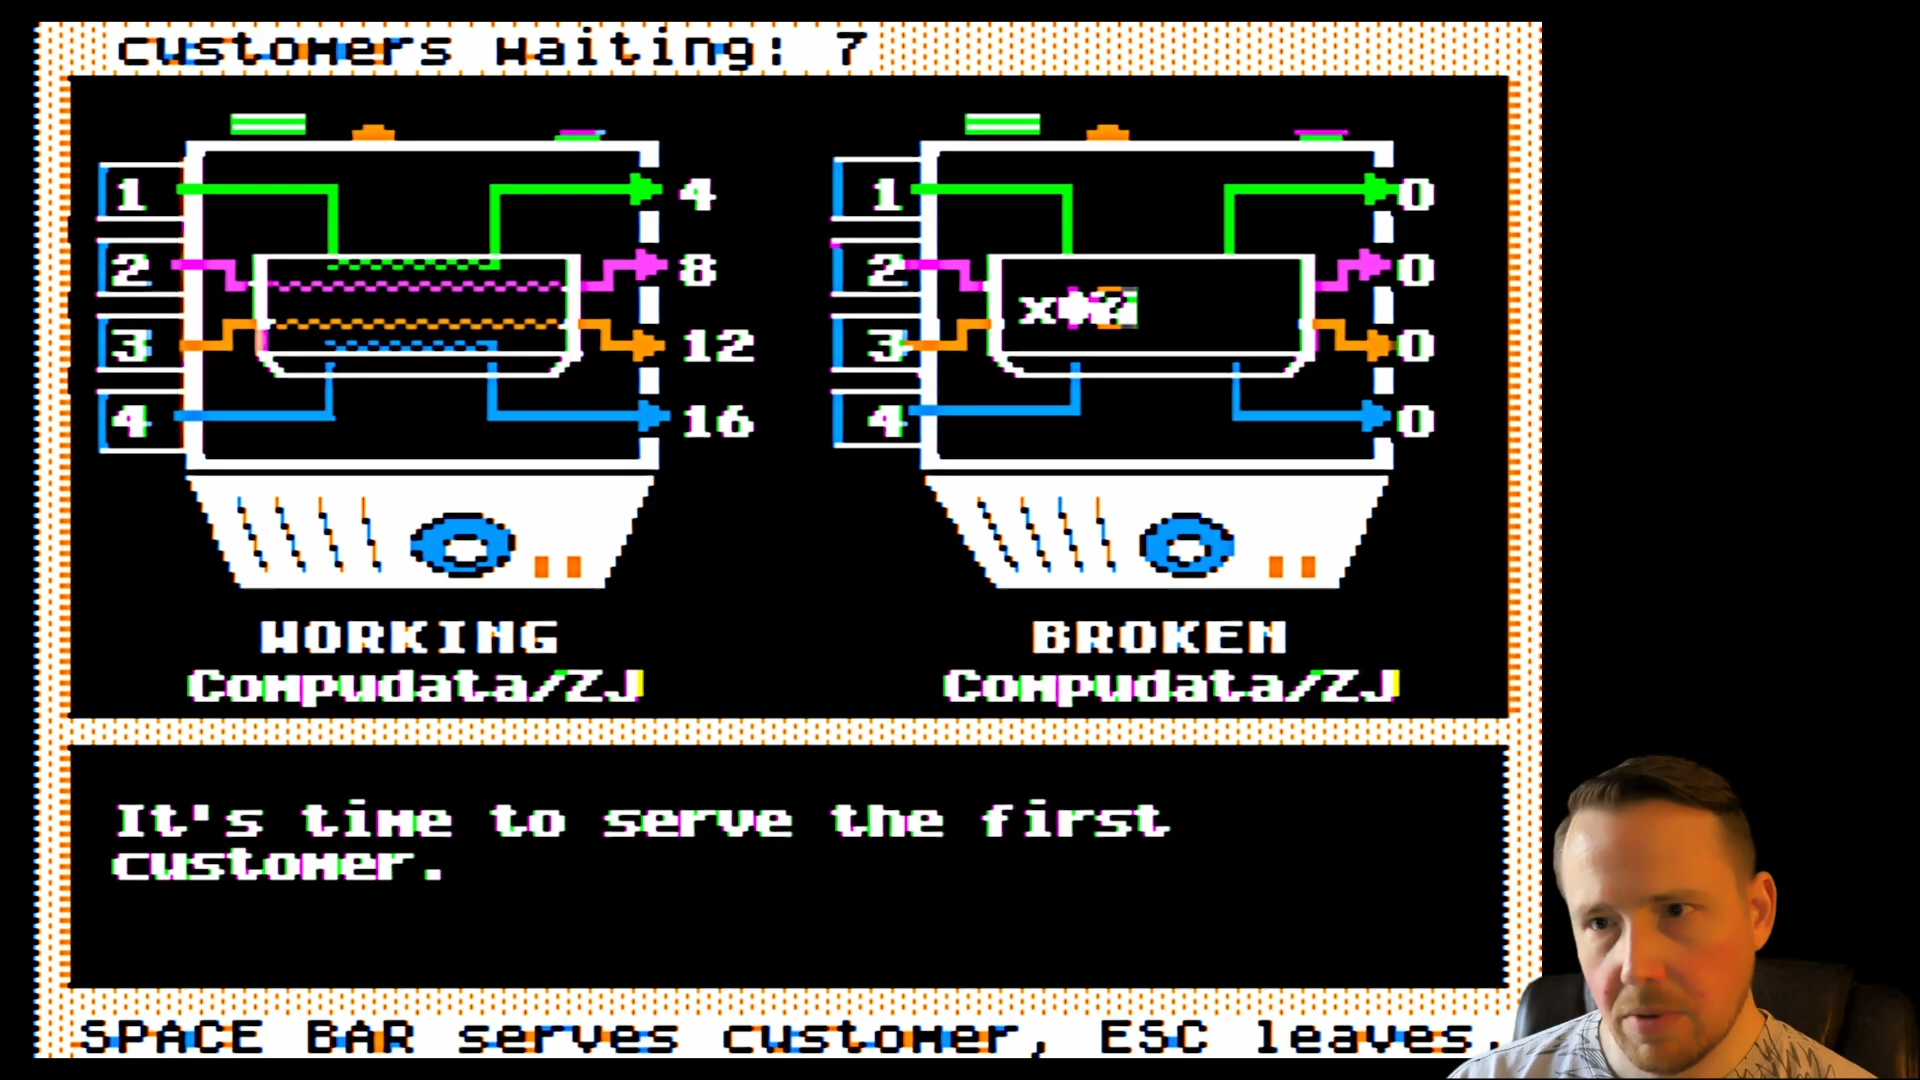 customers waiting: 7
1 4
2 8
3 12
4 16
1 0
2 0
3 0
4 0
WORKING
Compudata/ZJ
BROKEN
Compudata/ZJ
It's time to serve the first
customer.
SPACE BAR serves customer, ESC leaves.